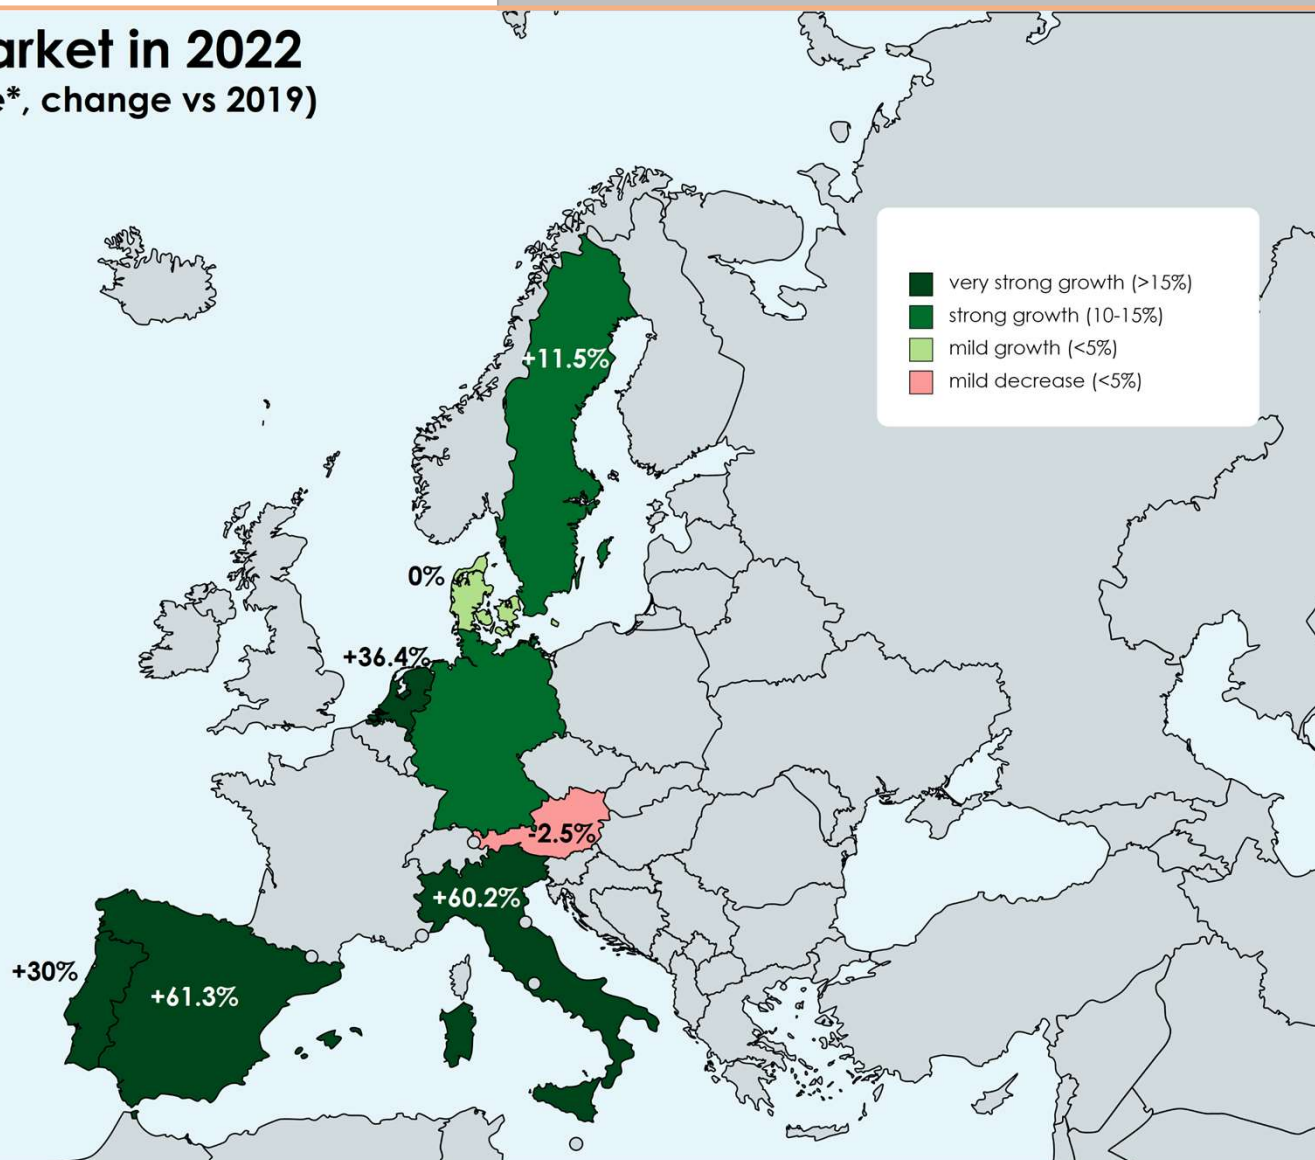 arket in 2022
e*, change vs 2019)
very strong growth (>15%)
strong growth (10-15%)
mild growth (<5%)
mild decrease (<5%)
+11.5%
0%
+36.4%
-2.5%
+60.2%
+30%
+61.3%